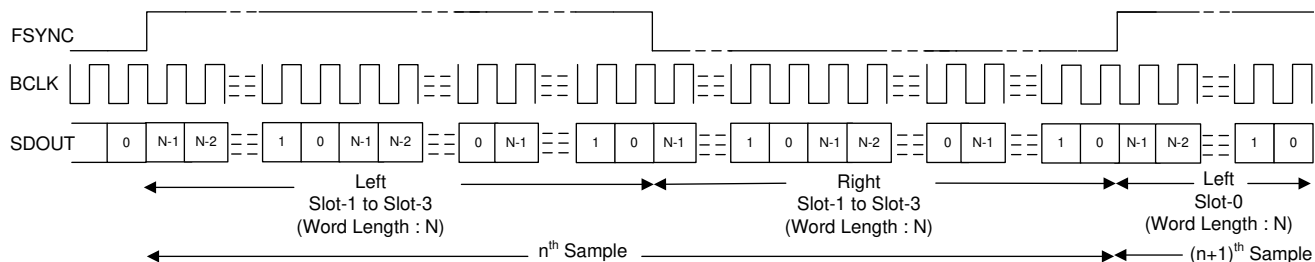 FSYNC
BCLK
SDOUT 0 N-1 N-2 1 0 N-1 N-2 0 N-1 1 0 N-1 1 0 N-1 N-2 0 N-1 1 0 N-1 N-2 1 0
Left
Slot-1 to Slot-3
(Word Length : N)
Right
Slot-1 to Slot-3
(Word Length : N)
Left
Slot-0
(Word Length : N)
nth Sample
(n+1)th Sample